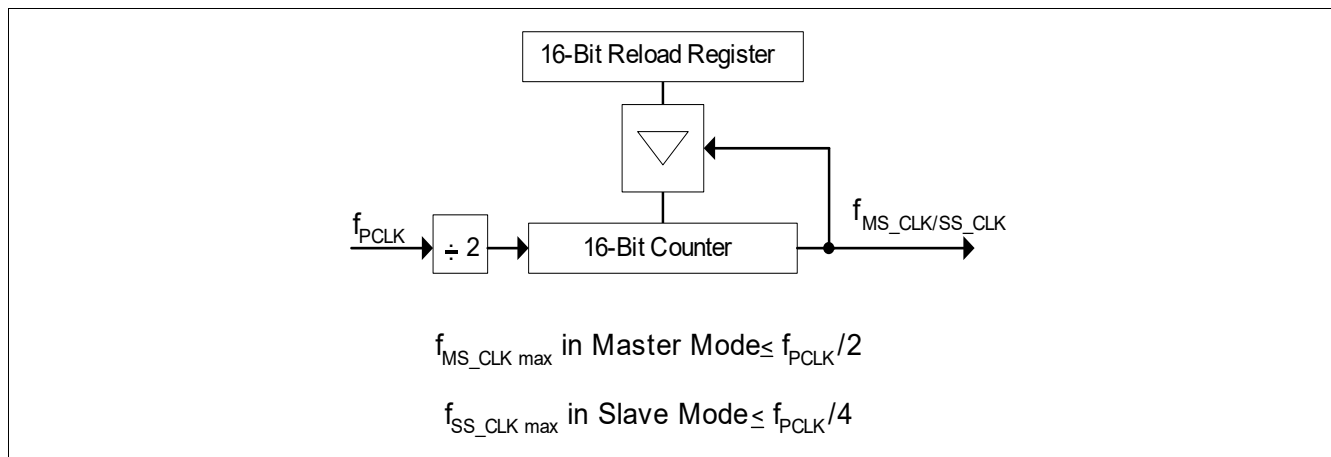 16-Bit Reload Register
f_PCLK
÷ 2
16-Bit Counter
f_MS_CLK/SS_CLK
f_MS_CLK max in Master Mode≤ f_PCLK/2
f_SS_CLK max in Slave Mode≤ f_PCLK/4